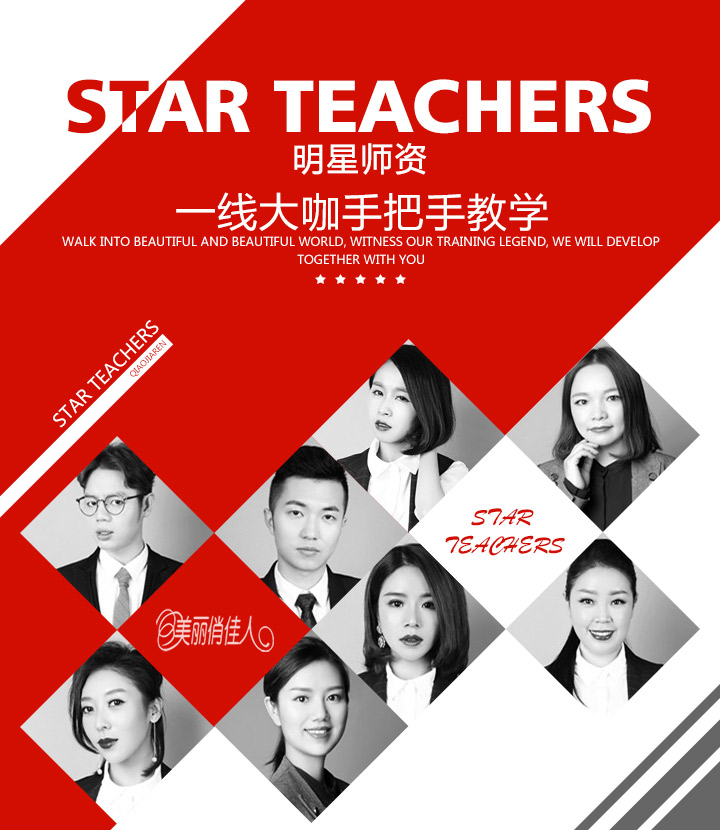 STAR TEACHERS
明星师资
一线大咖手把手教学
WALK INTO BEAUTIFUL AND BEAUTIFUL WORLD, WITNESS OUR TRAINING LEGEND, WE WILL DEVELOP
TOGETHER WITH YOU
STAR TEACHERS
QIAOJIAREN
STAR
TEACHERS
美丽俏佳人